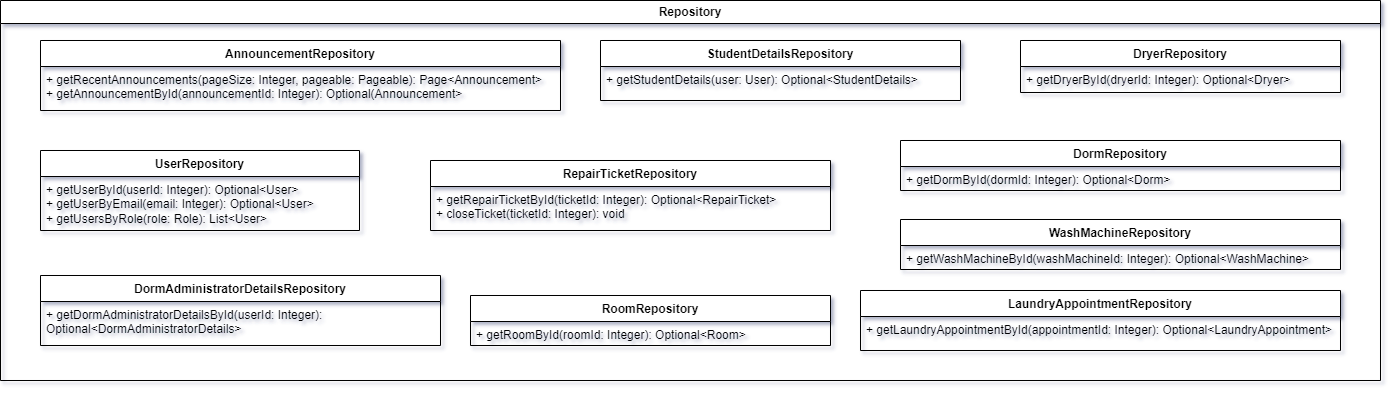 Repository
AnnouncementRepository
+ getRecentAnnouncements(pageSize: Integer, pageable: Pageable): Page<Announcement>
+ getAnnouncementById(announcementId: Integer): Optional(Announcement>
StudentDetailsRepository
+ getStudentDetails(user: User): Optional<StudentDetails>
DryerRepository
+ getDryerById(dryerId: Integer): Optional<Dryer>
UserRepository
+ getUserById(userId: Integer): Optional<User>
+ getUserByEmail(email: Integer): Optional<User>
+ getUsersByRole(role: Role): List<User>
RepairTicketRepository
+ getRepairTicketById(ticketId: Integer): Optional<RepairTicket>
+ closeTicket(ticketId: Integer): void
DormRepository
+ getDormById(dormId: Integer): Optional<Dorm>
WashMachineRepository
+ getWashMachineById(washMachineId: Integer): Optional<WashMachine>
DormAdministratorDetailsRepository
+ getDormAdministratorDetailsById(userId: Integer):
Optional<DormAdministratorDetails>
RoomRepository
+ getRoomById(roomId: Integer): Optional<Room>
LaundryAppointmentRepository
+ getLaundryAppointmentById(appointmentId: Integer): Optional<LaundryAppointment>